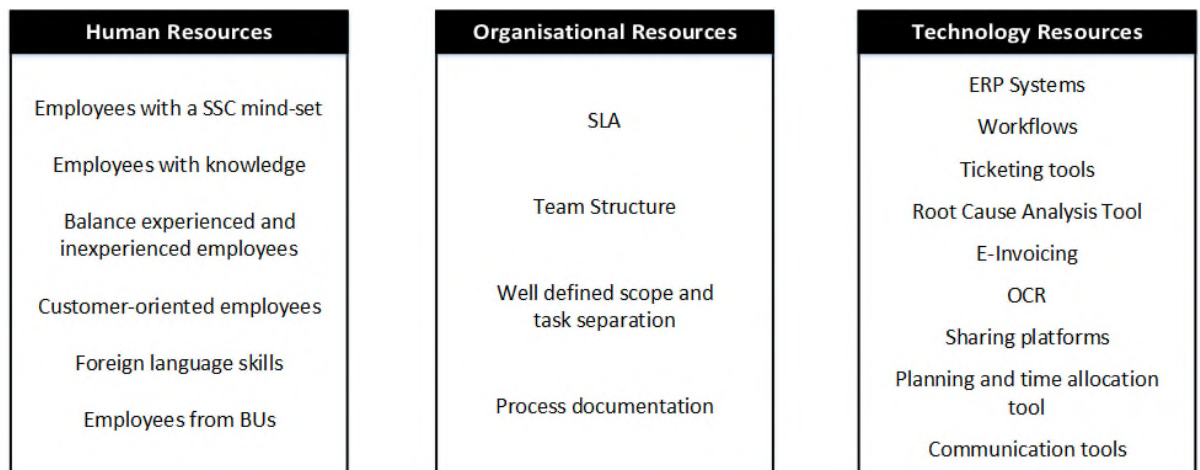 Human Resources
Employees with a SSC mind-set
Employees with knowledge
Balance experienced and
inexperienced employees
Customer-oriented employees
Foreign language skills
Employees from BUs
Organisational Resources
SLA
Team Structure
Well defined scope and
task separation
Process documentation
Technology Resources
ERP Systems
Workflows
Ticketing tools
Root Cause Analysis Tool
E-Invoicing
OCR
Sharing platforms
Planning and time allocation
tool
Communication tools